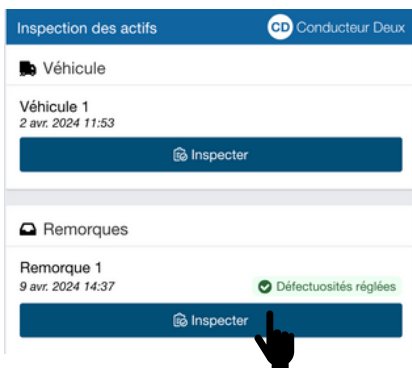 Inspection des actifs CD Conducteur Deux
Véhicule
Véhicule 1
2 avr. 2024 11:53
Inspecter
Remorques
Remorque 1
9 avr. 2024 14:37 Défectuosités réglées
Inspecter